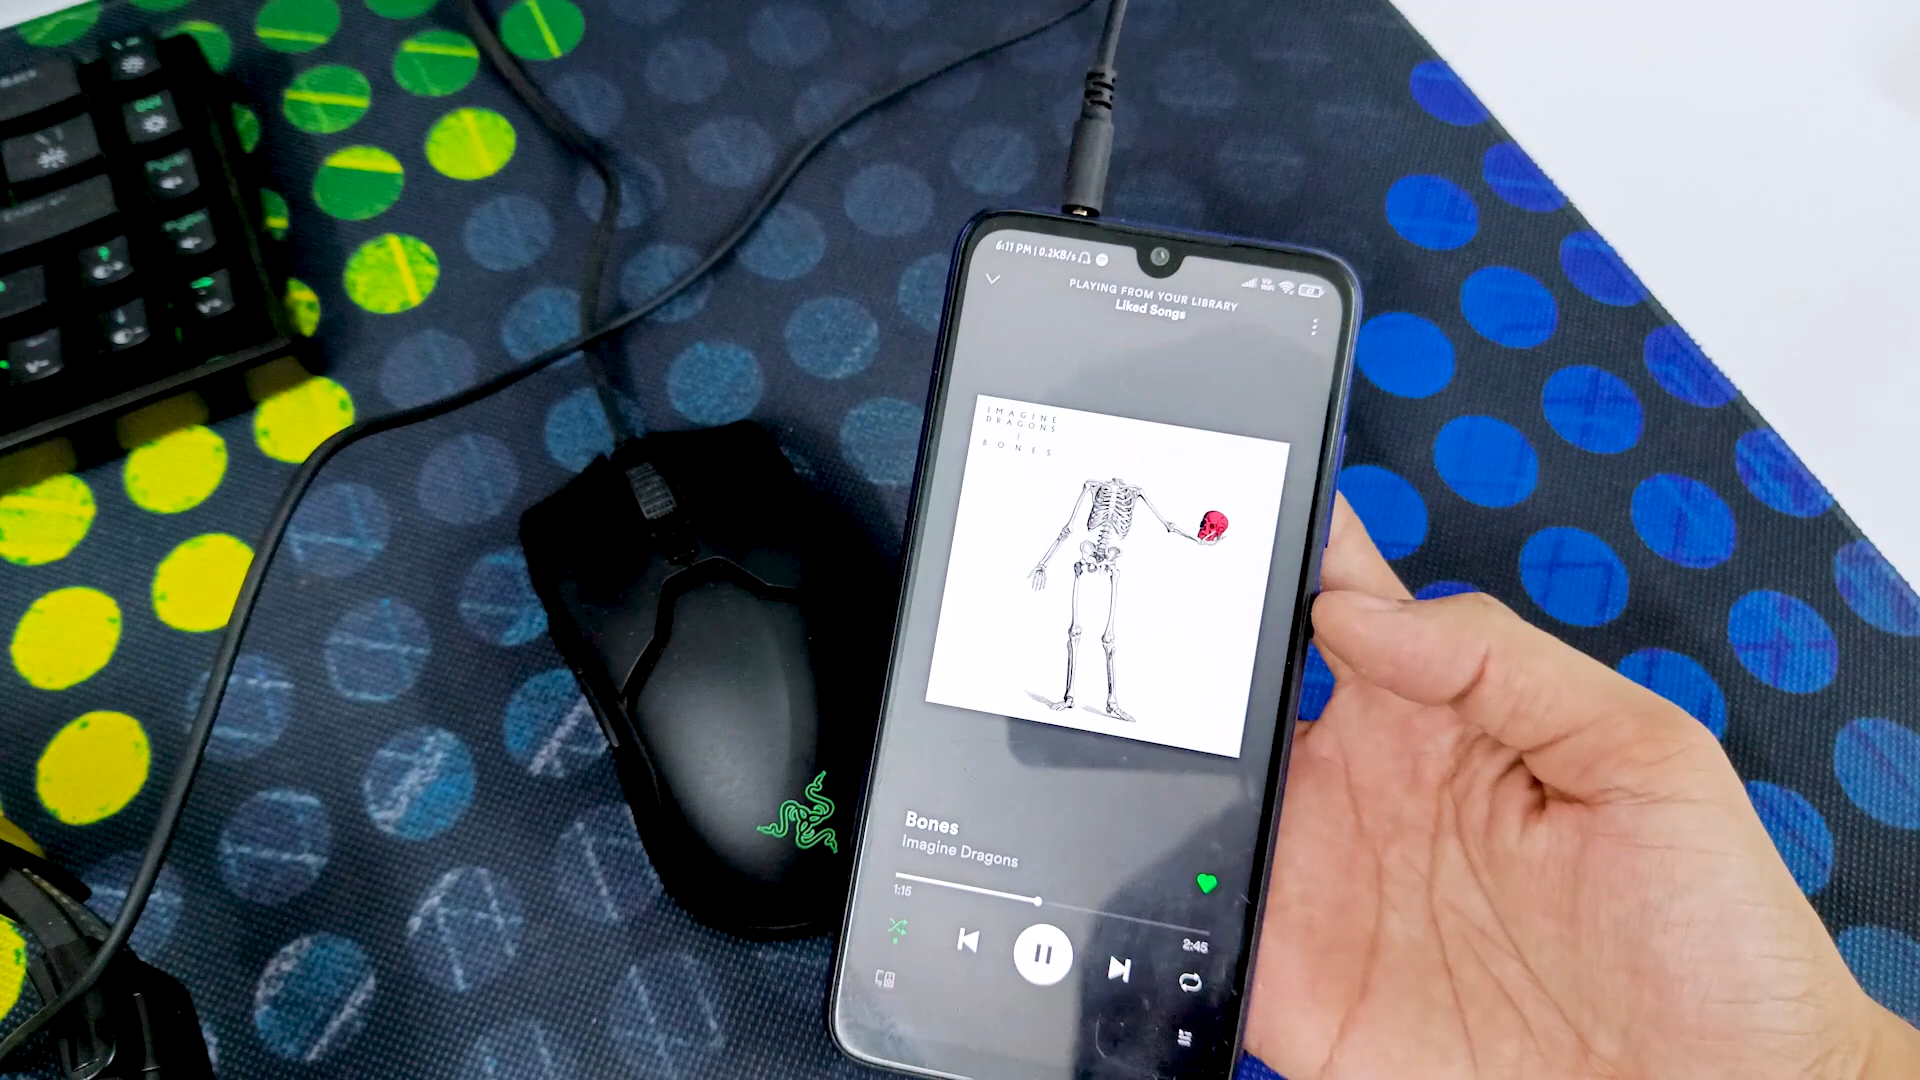 6:11 PM | 0.2KB/s
PLAYING FROM YOUR LIBRARY
Liked Songs
IMAGINE
DRAGONS
|
BONES
Bones
Imagine Dragons
1:15
2:45